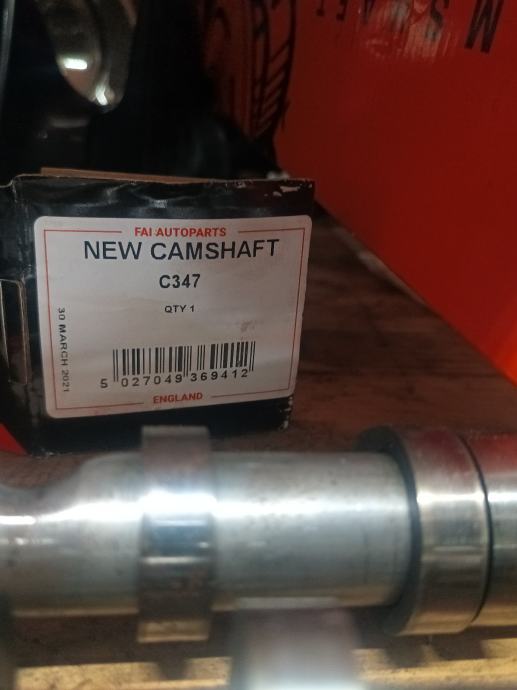 FAI AUTOPARTS
NEW CAMSHAFT
C347
QTY 1
30 MARCH 2021
5 027049 369412
ENGLAND